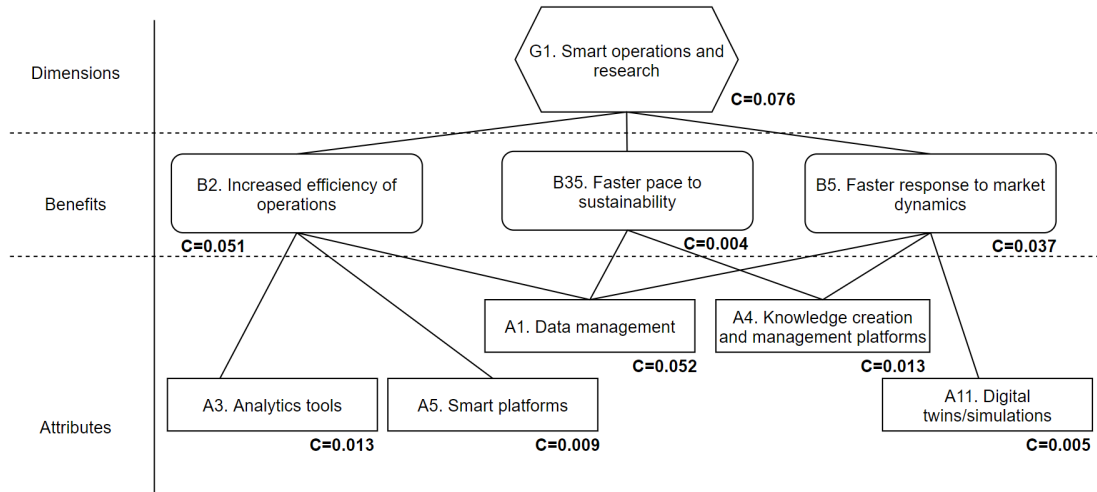 G1. Smart operations and
research
Dimensions
C=0.076
B2. Increased efficiency of
operations
B35. Faster pace to
sustainability
B5. Faster response to market
dynamics
Benefits
C=0.051
C=0.004
C=0.037
A1. Data management
A4. Knowledge creation
and management platforms
C=0.052
C=0.013
A3. Analytics tools
A5. Smart platforms
A11. Digital
twins/simulations
Attributes
C=0.013
C=0.009
C=0.005